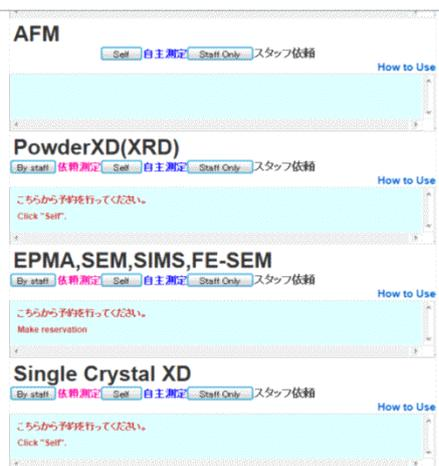 AFM
Self 自主測定 Staff Only スタッフ依頼
How to Use
PowderXD(XRD)
By staff 依頼測定 Self 自主測定 Staff Only スタッフ依頼
How to Use
こちらから予約を行ってください。
Click "Self".
EPMA,SEM,SIMS,FE-SEM
By staff 依頼測定 Self 自主測定 Staff Only スタッフ依頼
How to Use
こちらから予約を行ってください。
Make reservation
Single Crystal XD
By staff 依頼測定 Self 自主測定 Staff Only スタッフ依頼
How to Use
こちらから予約を行ってください。
Click "Self".